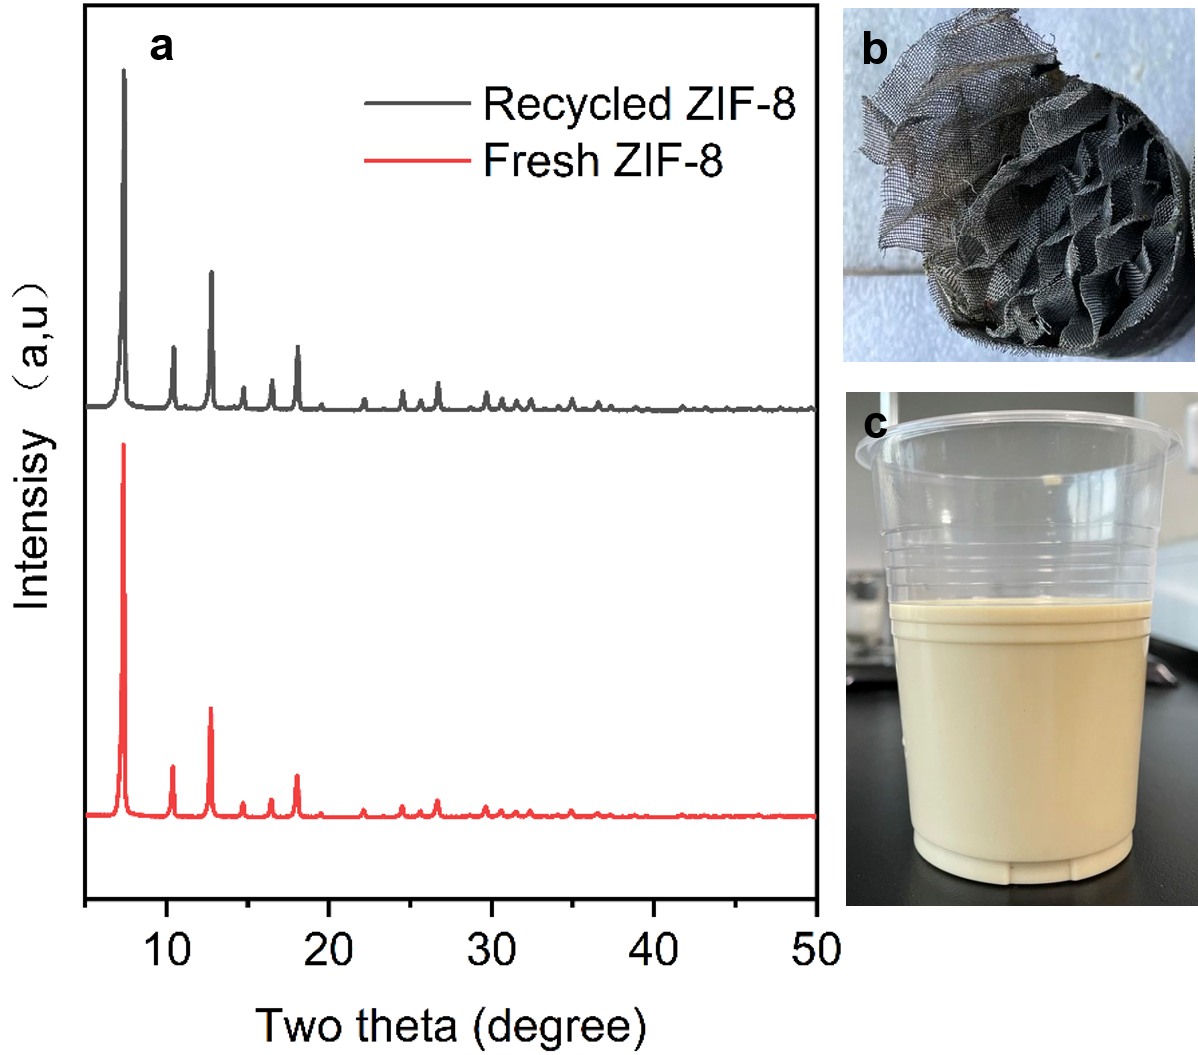 a
Recycled ZIF-8
Fresh ZIF-8
Intensisy（a,u）
10 20 30 40 50
Two theta (degree)
b
c